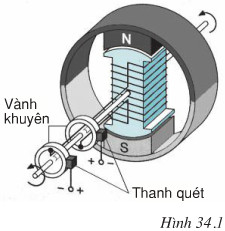 N
Vành
khuyên
S
+
− +
Thanh quét
Hình 34.1